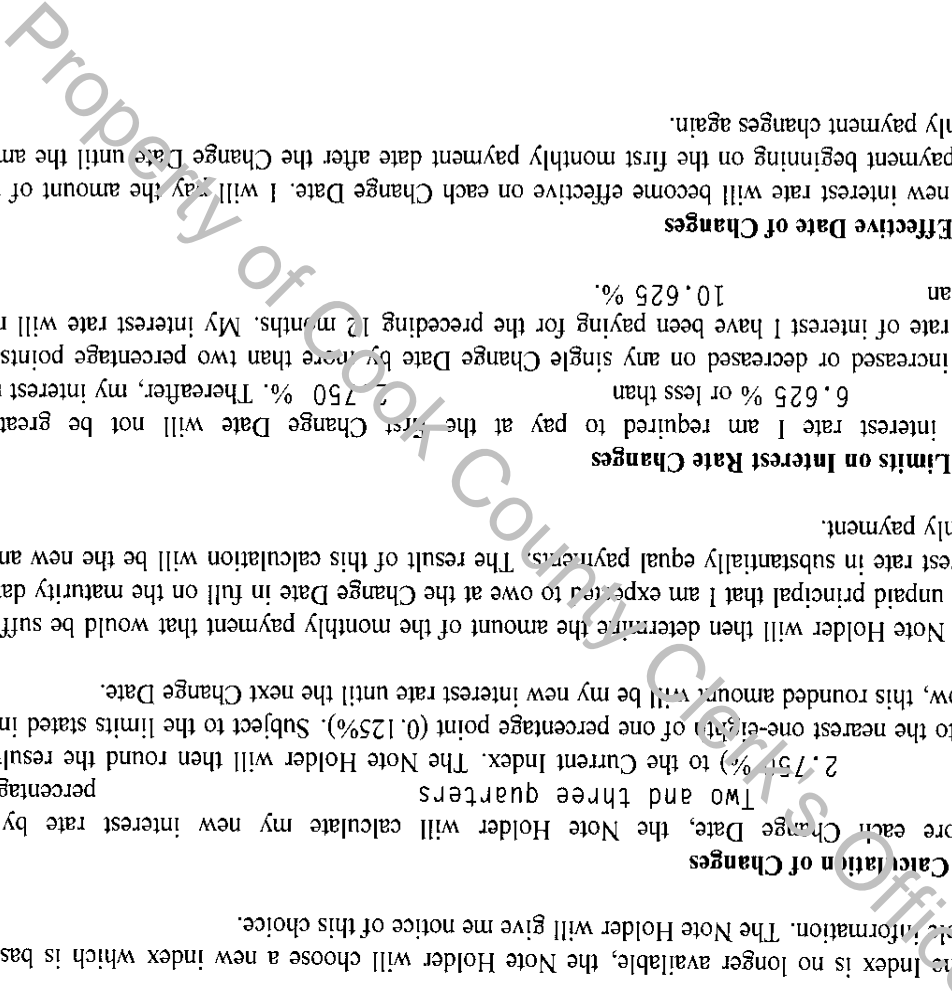 he Index is no longer available, the Note Holder will choose a new index which is bas
ble information. The Note Holder will give me notice of this choice.
Calculation of Changes
ore each Change Date, the Note Holder will calculate my new interest rate by
Two and three quarters percentag
2.750 %) to the Current Index. The Note Holder will then round the resul
to the nearest one-eighth of one percentage point (0.125%). Subject to the limits stated in
ow, this rounded amount will be my new interest rate until the next Change Date.
Note Holder will then determine the amount of the monthly payment that would be suff
unpaid principal that I am expected to owe at the Change Date in full on the maturity da
est rate in substantially equal payments. The result of this calculation will be the new am
hly payment.
Limits on Interest Rate Changes
interest rate I am required to pay at the First Change Date will not be great
6.625 % or less than 2.750 %. Thereafter, my interest
increased or decreased on any single Change Date by more than two percentage points
rate of interest I have been paying for the preceding 12 months. My interest rate will
an 10.625 %.
Effective Date of Changes
new interest rate will become effective on each Change Date. I will pay the amount of
payment beginning on the first monthly payment date after the Change Date until the am
hly payment changes again.
Property of Cook County Clerk's Office